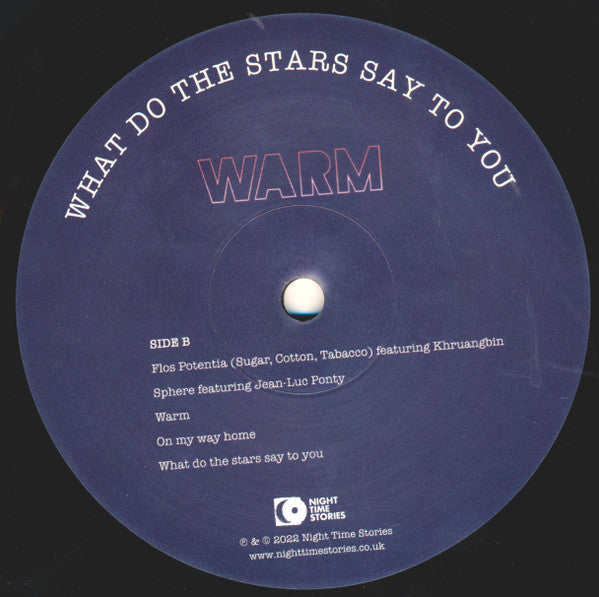 WHAT DO THE STARS SAY TO YOU
WARM
SIDE B
Flos Potentia (Sugar, Cotton, Tabacco) featuring Khruangbin
Sphere featuring Jean-Luc Ponty
Warm
On my way home
What do the stars say to you
NIGHT
TIME
STORIES
℗ & © 2022 Night Time Stories
www.nighttimestories.co.uk